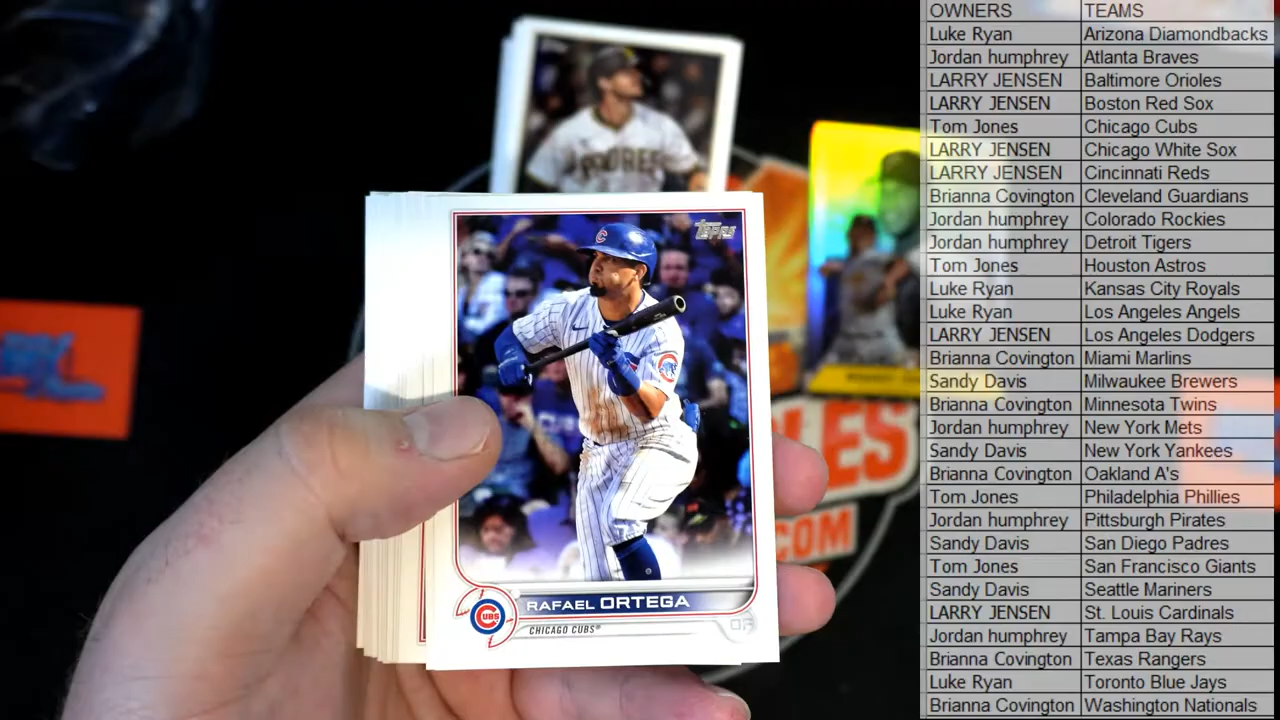 OWNERS TEAMS
Luke Ryan Arizona Diamondbacks
Jordan humphrey Atlanta Braves
LARRY JENSEN Baltimore Orioles
LARRY JENSEN Boston Red Sox
Tom Jones Chicago Cubs
LARRY JENSEN Chicago White Sox
LARRY JENSEN Cincinnati Reds
Brianna Covington Cleveland Guardians
Jordan humphrey Colorado Rockies
Jordan humphrey Detroit Tigers
Tom Jones Houston Astros
Luke Ryan Kansas City Royals
Luke Ryan Los Angeles Angels
LARRY JENSEN Los Angeles Dodgers
Brianna Covington Miami Marlins
Sandy Davis Milwaukee Brewers
Brianna Covington Minnesota Twins
Jordan humphrey New York Mets
Sandy Davis New York Yankees
Brianna Covington Oakland A's
Tom Jones Philadelphia Phillies
Jordan humphrey Pittsburgh Pirates
Sandy Davis San Diego Padres
Tom Jones San Francisco Giants
Sandy Davis Seattle Mariners
LARRY JENSEN St. Louis Cardinals
Jordan humphrey Tampa Bay Rays
Brianna Covington Texas Rangers
Luke Ryan Toronto Blue Jays
Brianna Covington Washington Nationals
PADRES
Topps
C
CUBS
RAFAEL ORTEGA
CHICAGO CUBS®
OF
LES
COM